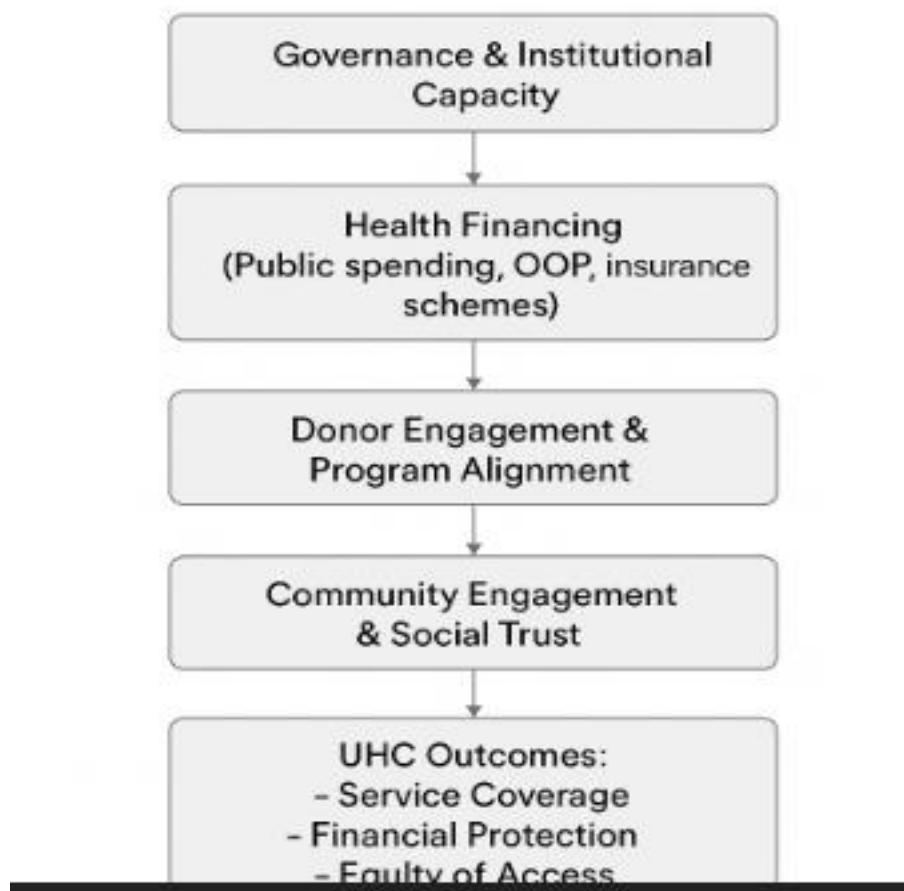 Governance & Institutional
Capacity
Health Financing
(Public spending, OOP, insurance
schemes)
Donor Engagement &
Program Alignment
Community Engagement
& Social Trust
UHC Outcomes:
- Service Coverage
- Financial Protection
- Equlty of Access